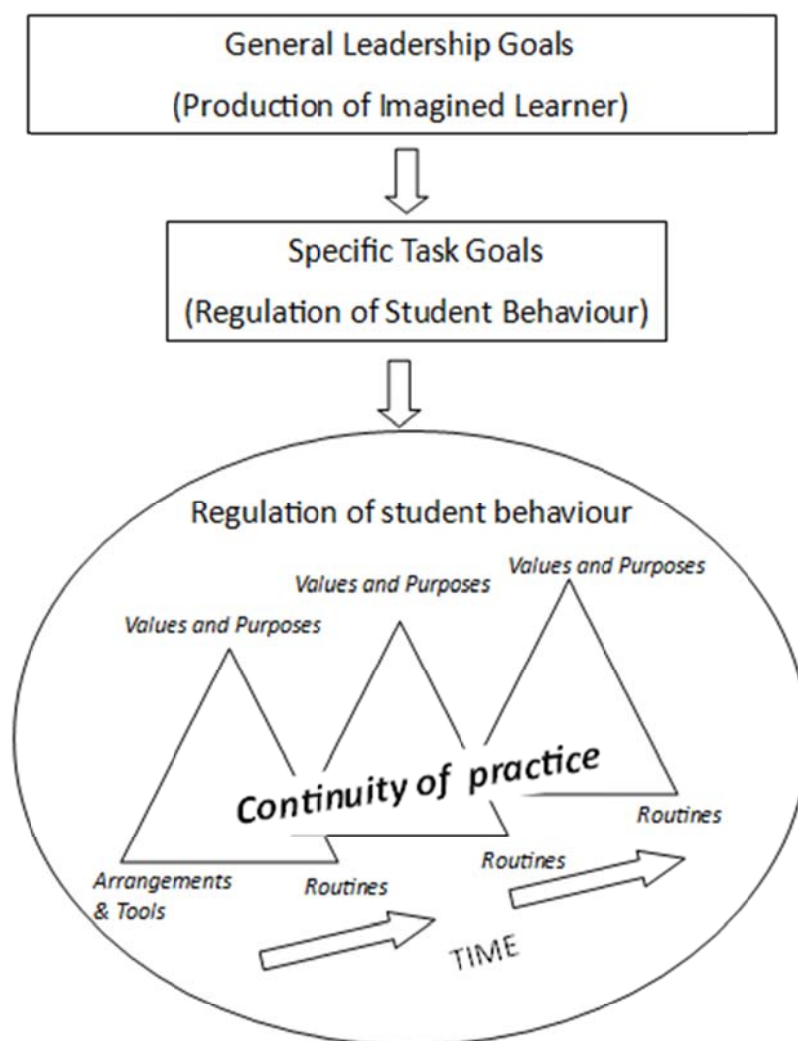 General Leadership Goals
(Production of Imagined Learner)
Specific Task Goals
(Regulation of Student Behaviour)
Regulation of student behaviour
Values and Purposes
Values and Purposes
Values and Purposes
Continuity of practice
Routines
Routines
Arrangements
& Tools
Routines
TIME